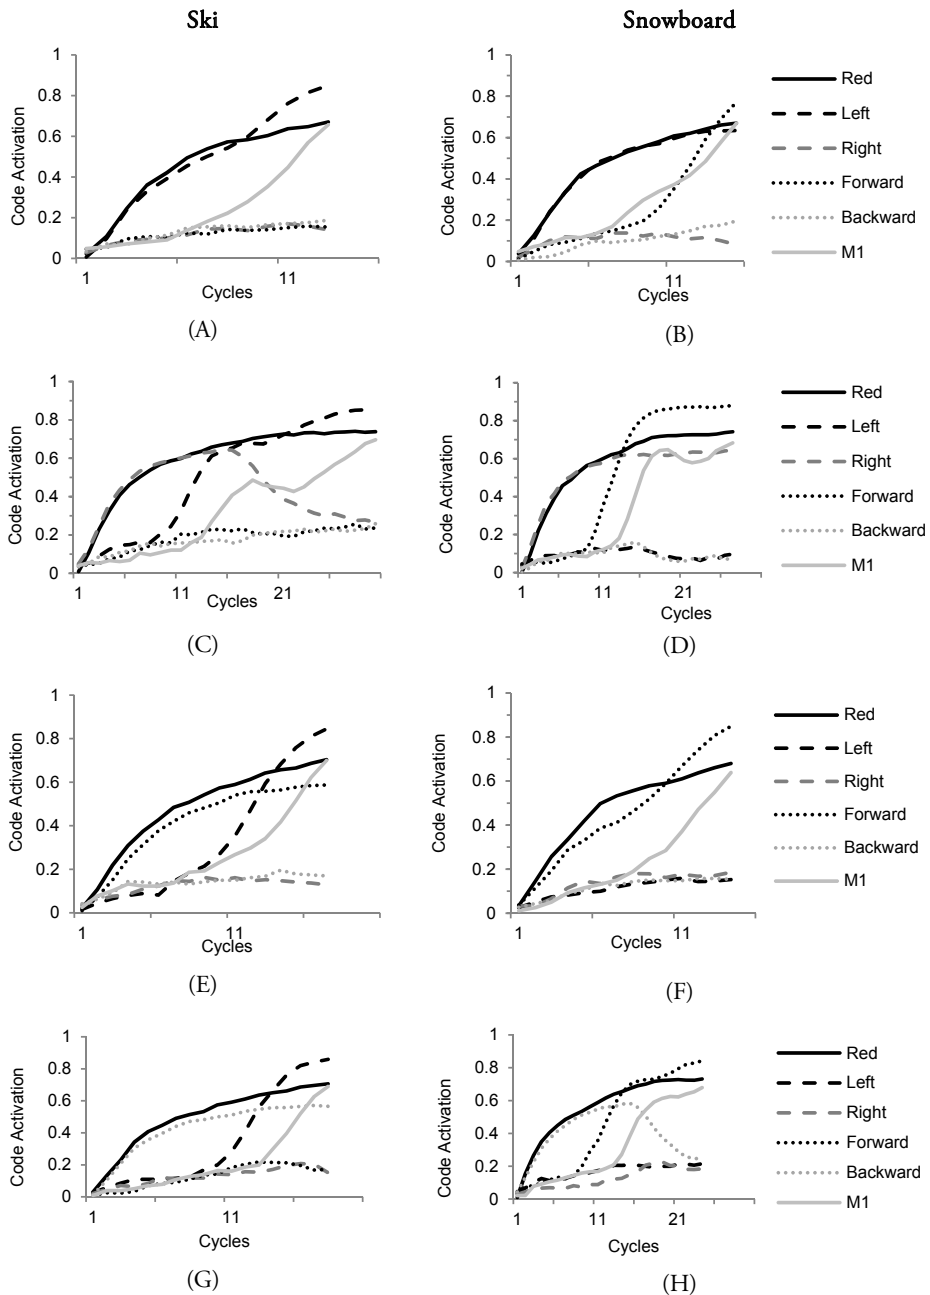 Ski Snowboard
1
0.8
0.6
0.4
0.2
0
Code Activation
1 11
Cycles
(A)
1
0.8
0.6
0.4
0.2
0
Code Activation
1 11
Cycles
(B)
Red
Left
Right
Forward
Backward
M1
1
0.8
0.6
0.4
0.2
0
Code Activation
1 11 21
Cycles
(C)
1
0.8
0.6
0.4
0.2
0
Code Activation
1 11 21
Cycles
(D)
Red
Left
Right
Forward
Backward
M1
1
0.8
0.6
0.4
0.2
0
Code Activation
1 11
Cycles
(E)
1
0.8
0.6
0.4
0.2
0
Code Activation
1 11
Cycles
(F)
Red
Left
Right
Forward
Backward
M1
1
0.8
0.6
0.4
0.2
0
Code Activation
1 11
Cycles
(G)
1
0.8
0.6
0.4
0.2
0
Code Activation
1 11 21
Cycles
(H)
Red
Left
Right
Forward
Backward
M1